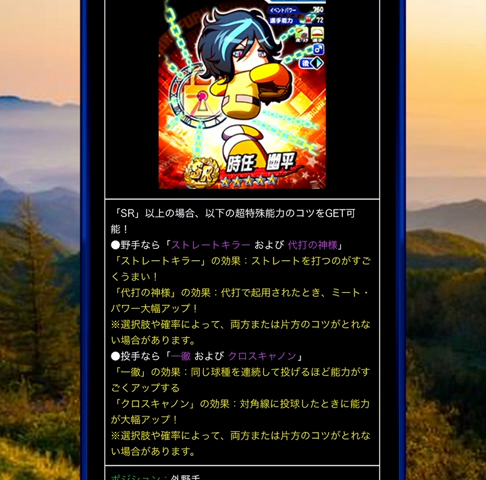 イベントパワー 760
選手能力 72
後
SR 時任 幽平
「SR」以上の場合、以下の超特殊能力のコツをGET可
能！
●野手なら「ストレートキラー および 代打の神様」
「ストレートキラー」の効果：ストレートを打つのがすご
くうまい！
「代打の神様」の効果：代打で起用されたとき、ミート・
パワー大幅アップ！
※選択肢や確率によって、両方または片方のコツがとれな
い場合があります。
●投手なら「一徹 および クロスキャノン」
「一徹」の効果：同じ球種を連続して投げるほど能力がす
ごくアップする
「クロスキャノン」の効果：対角線に投球したときに能力
が大幅アップ！
※選択肢や確率によって、両方または片方のコツがとれな
い場合があります。
ポジション：外野手